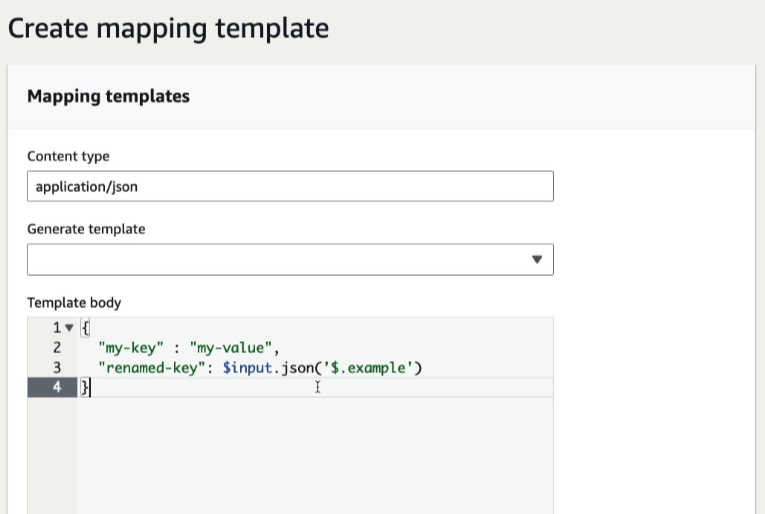 Create mapping template
Mapping templates
Content type
application/json
Generate template
Template body
1 {
2 "my-key" : "my-value",
3 "renamed-key": $input.json('$.example')
4 }